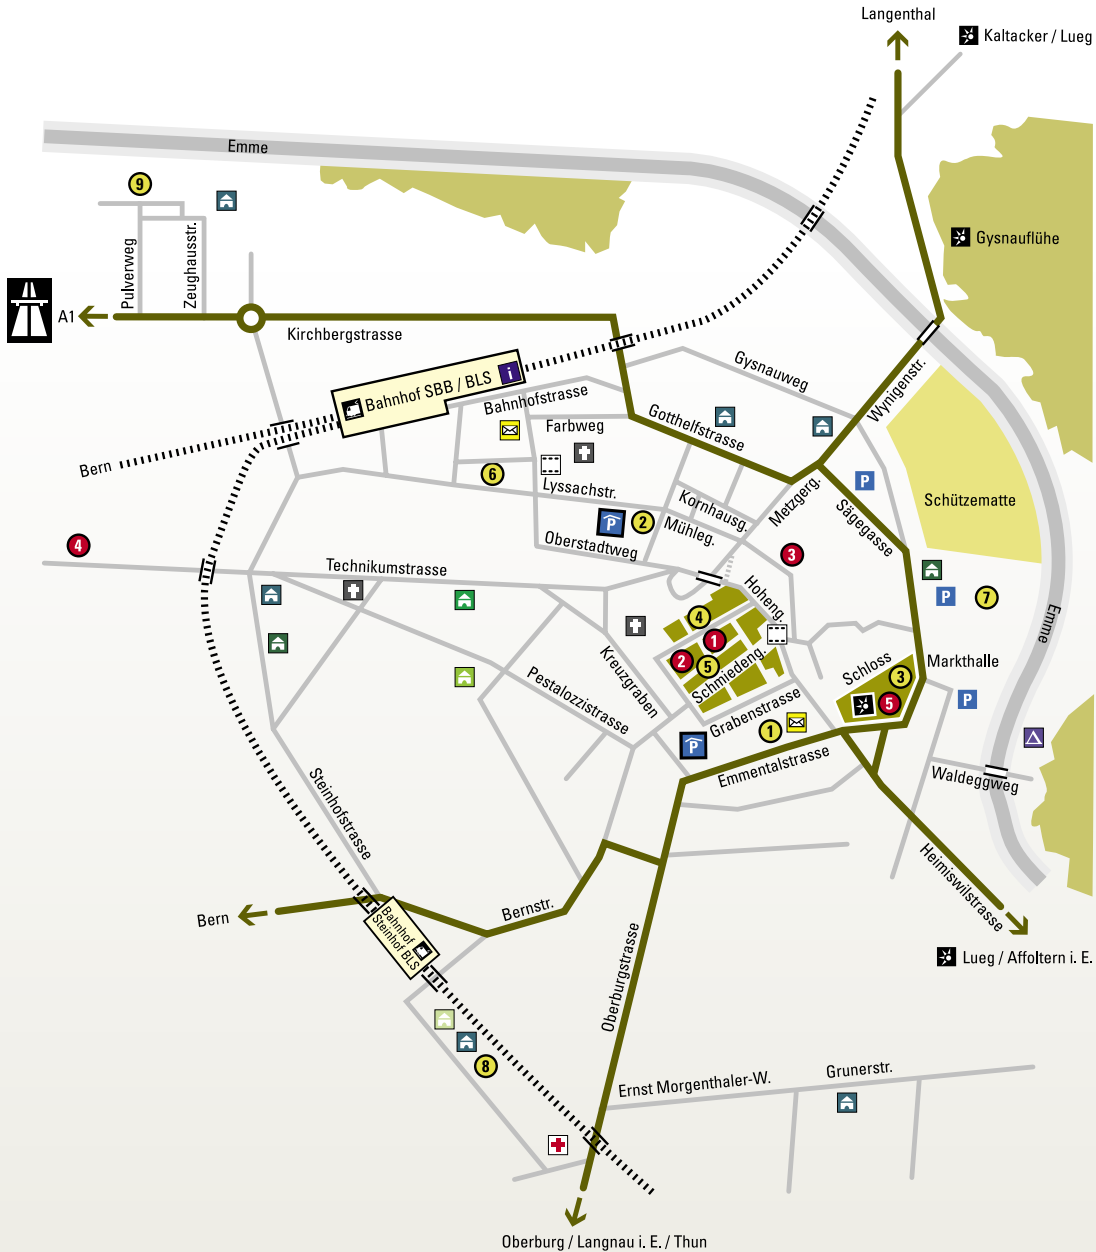 Langenthal
Kaltacker / Lueg
Emme
9
Gysnauflühe
Pulverweg
Zeughausstr.
A1
Kirchbergstrasse
Bahnhof SBB / BLS
i
Gysnauweg
Wynigenstr.
Bahnhofstrasse
Gotthelfstrasse
Farbweg
Bern
6
Lyssachstr.
P
Schützematte
Kornhausg.
Metzgerg.
Sägegasse
P
2
Mühleg.
4
Oberstadtweg
3
Technikumstrasse
Hoheng.
P
7
Emme
4
1
2
5
Schmiedeng.
Kreuzgraben
Schloss
3
5
Markthalle
P
Pestalozzistrasse
Grabenstrasse
1
P
Emmentalstrasse
Waldeggweg
Steinhofstrasse
Heimiswilstrasse
Bern
Bernstr.
Bahnhof
Steinhof BLS
Lueg / Affoltern i. E.
Oberburgstrasse
8
Ernst Morgenthaler-W.
Grunerstr.
Oberburg / Langnau i. E. / Thun